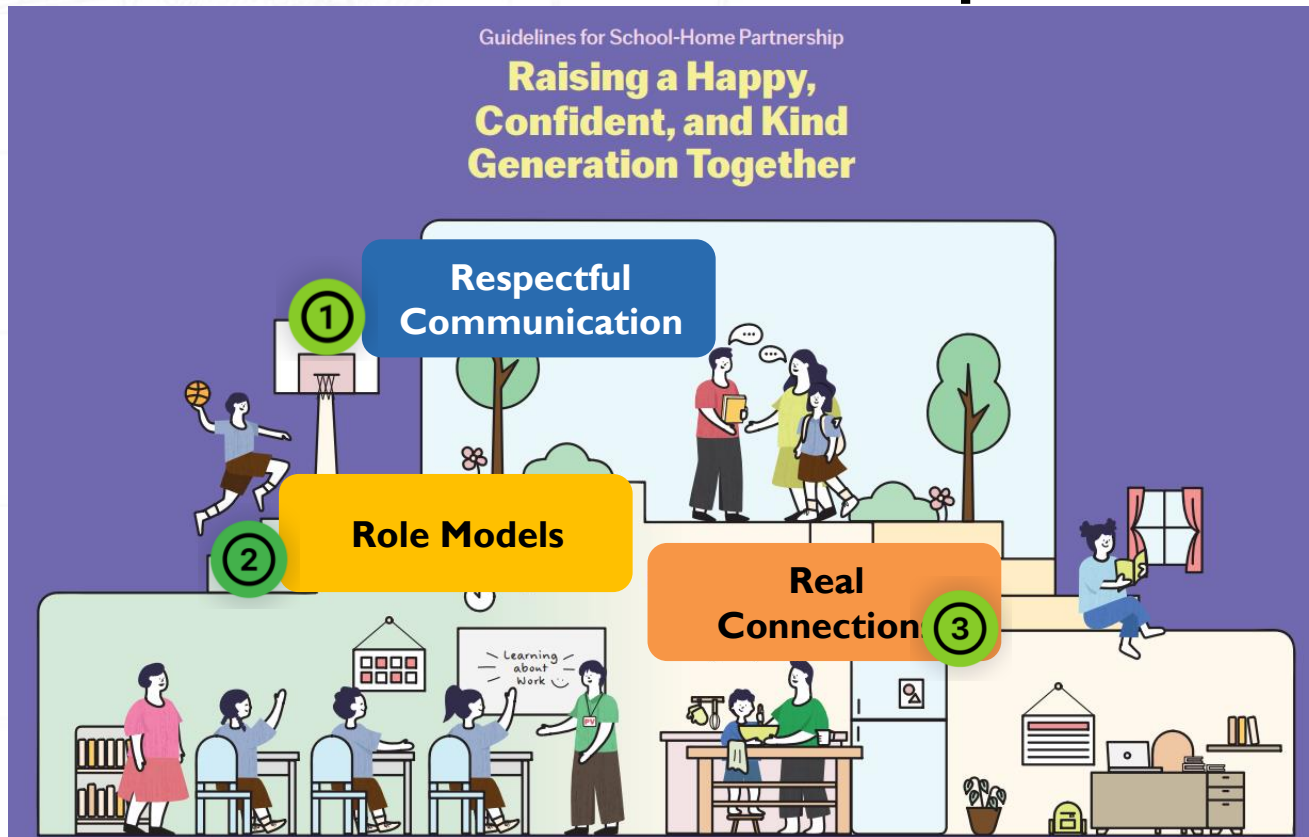 Guidelines for School-Home Partnership
Raising a Happy,
Confident, and Kind
Generation Together
1
Respectful
Communication
2
Role Models
Real
Connection
3
Learning
about
Work
PV